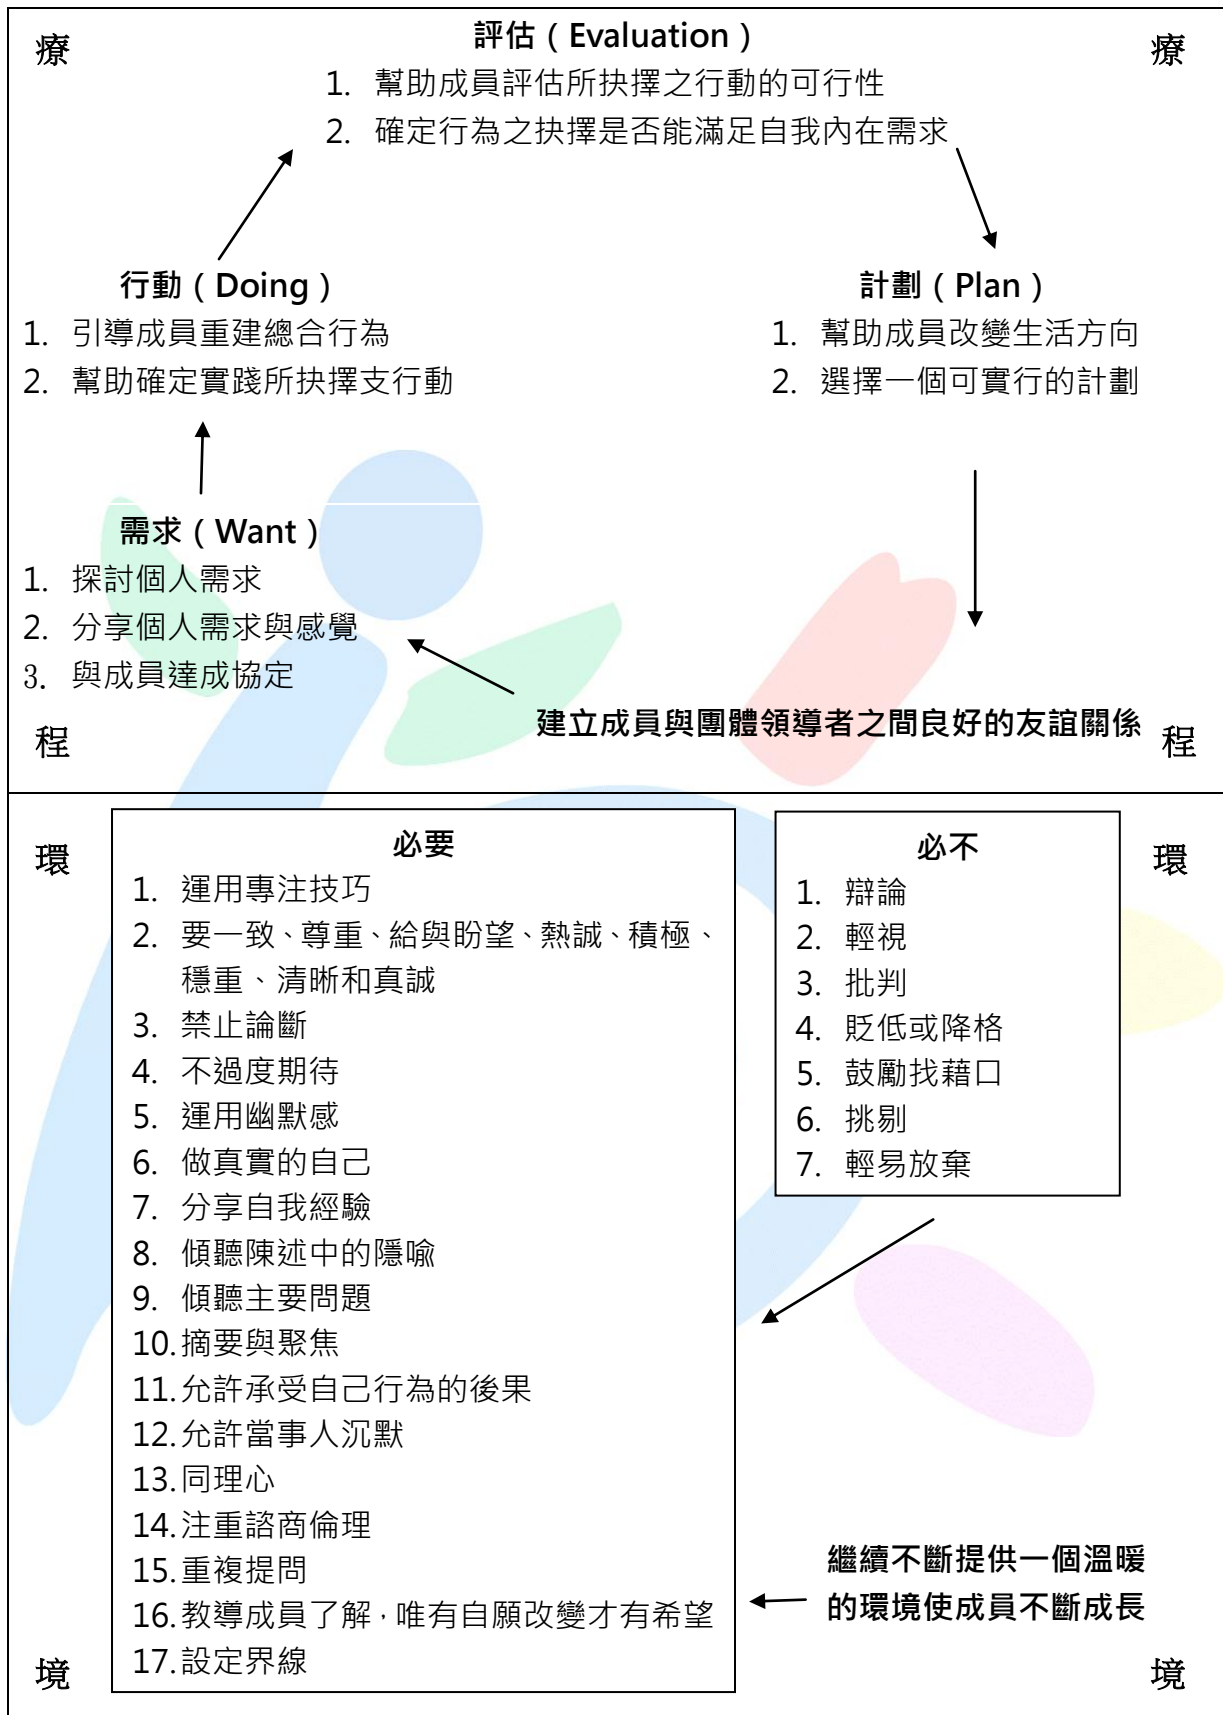 療
療
評估（Evaluation）
1. 幫助成員評估所抉擇之行動的可行性
2. 確定行為之抉擇是否能滿足自我內在需求
行動（Doing）
1. 引導成員重建總合行為
2. 幫助確定實踐所抉擇支行動
計劃（Plan）
1. 幫助成員改變生活方向
2. 選擇一個可實行的計劃
需求（Want）
1. 探討個人需求
2. 分享個人需求與感覺
3. 與成員達成協定
建立成員與團體領導者之間良好的友誼關係
程
程
環
環
必要
1. 運用專注技巧
2. 要一致、尊重、給與盼望、熱誠、積極、
穩重、清晰和真誠
3. 禁止論斷
4. 不過度期待
5. 運用幽默感
6. 做真實的自己
7. 分享自我經驗
8. 傾聽陳述中的隱喻
9. 傾聽主要問題
10.摘要與聚焦
11.允許承受自己行為的後果
12.允許當事人沉默
13.同理心
14.注重諮商倫理
15.重複提問
16.教導成員了解，唯有自願改變才有希望
17.設定界線
必不
1. 辯論
2. 輕視
3. 批判
4. 貶低或降格
5. 鼓勵找藉口
6. 挑剔
7. 輕易放棄
繼續不斷提供一個溫暖
的環境使成員不斷成長
境
境